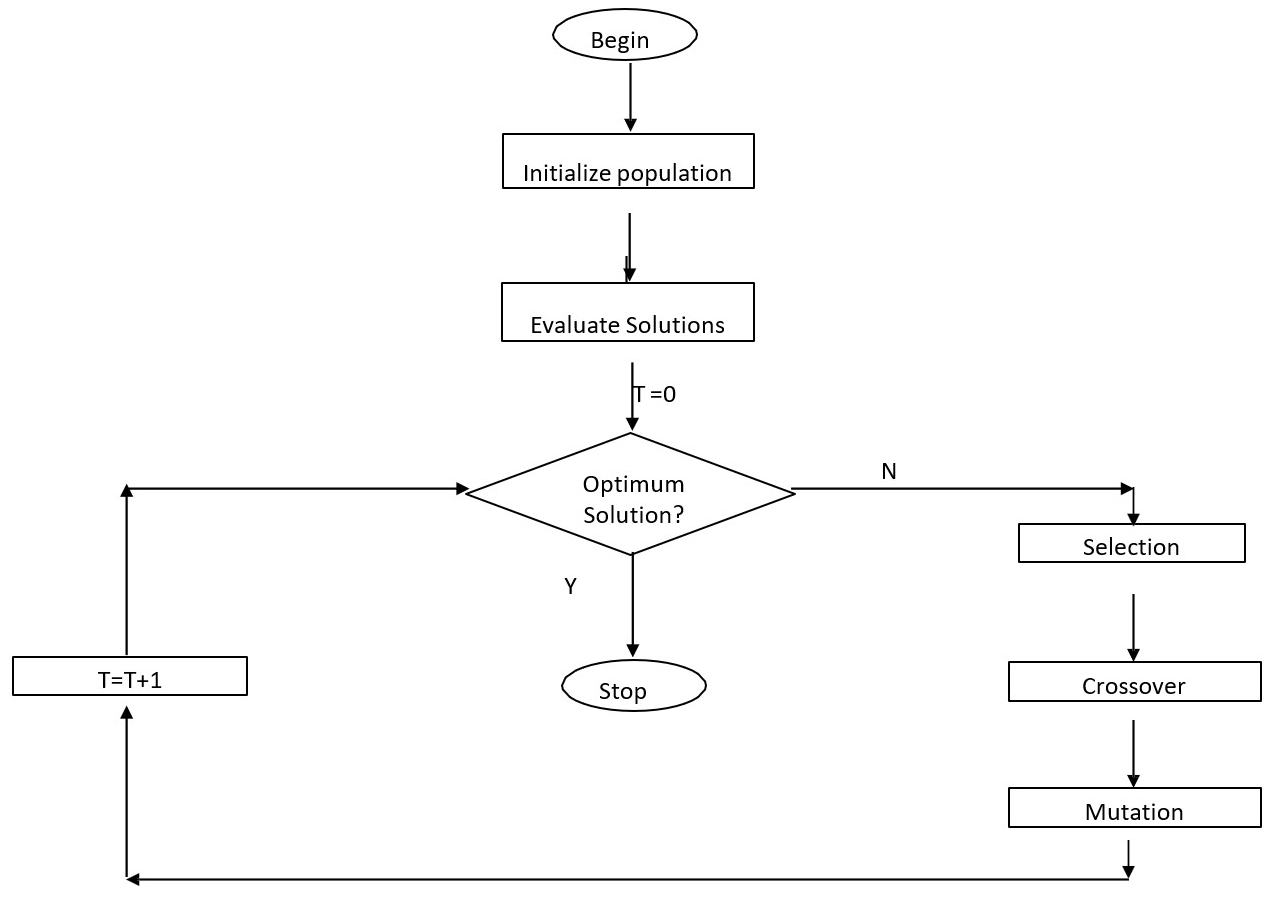 Begin
Initialize population
Evaluate Solutions
T =0
Optimum
Solution?
N
Selection
Y
T=T+1
Stop
Crossover
Mutation